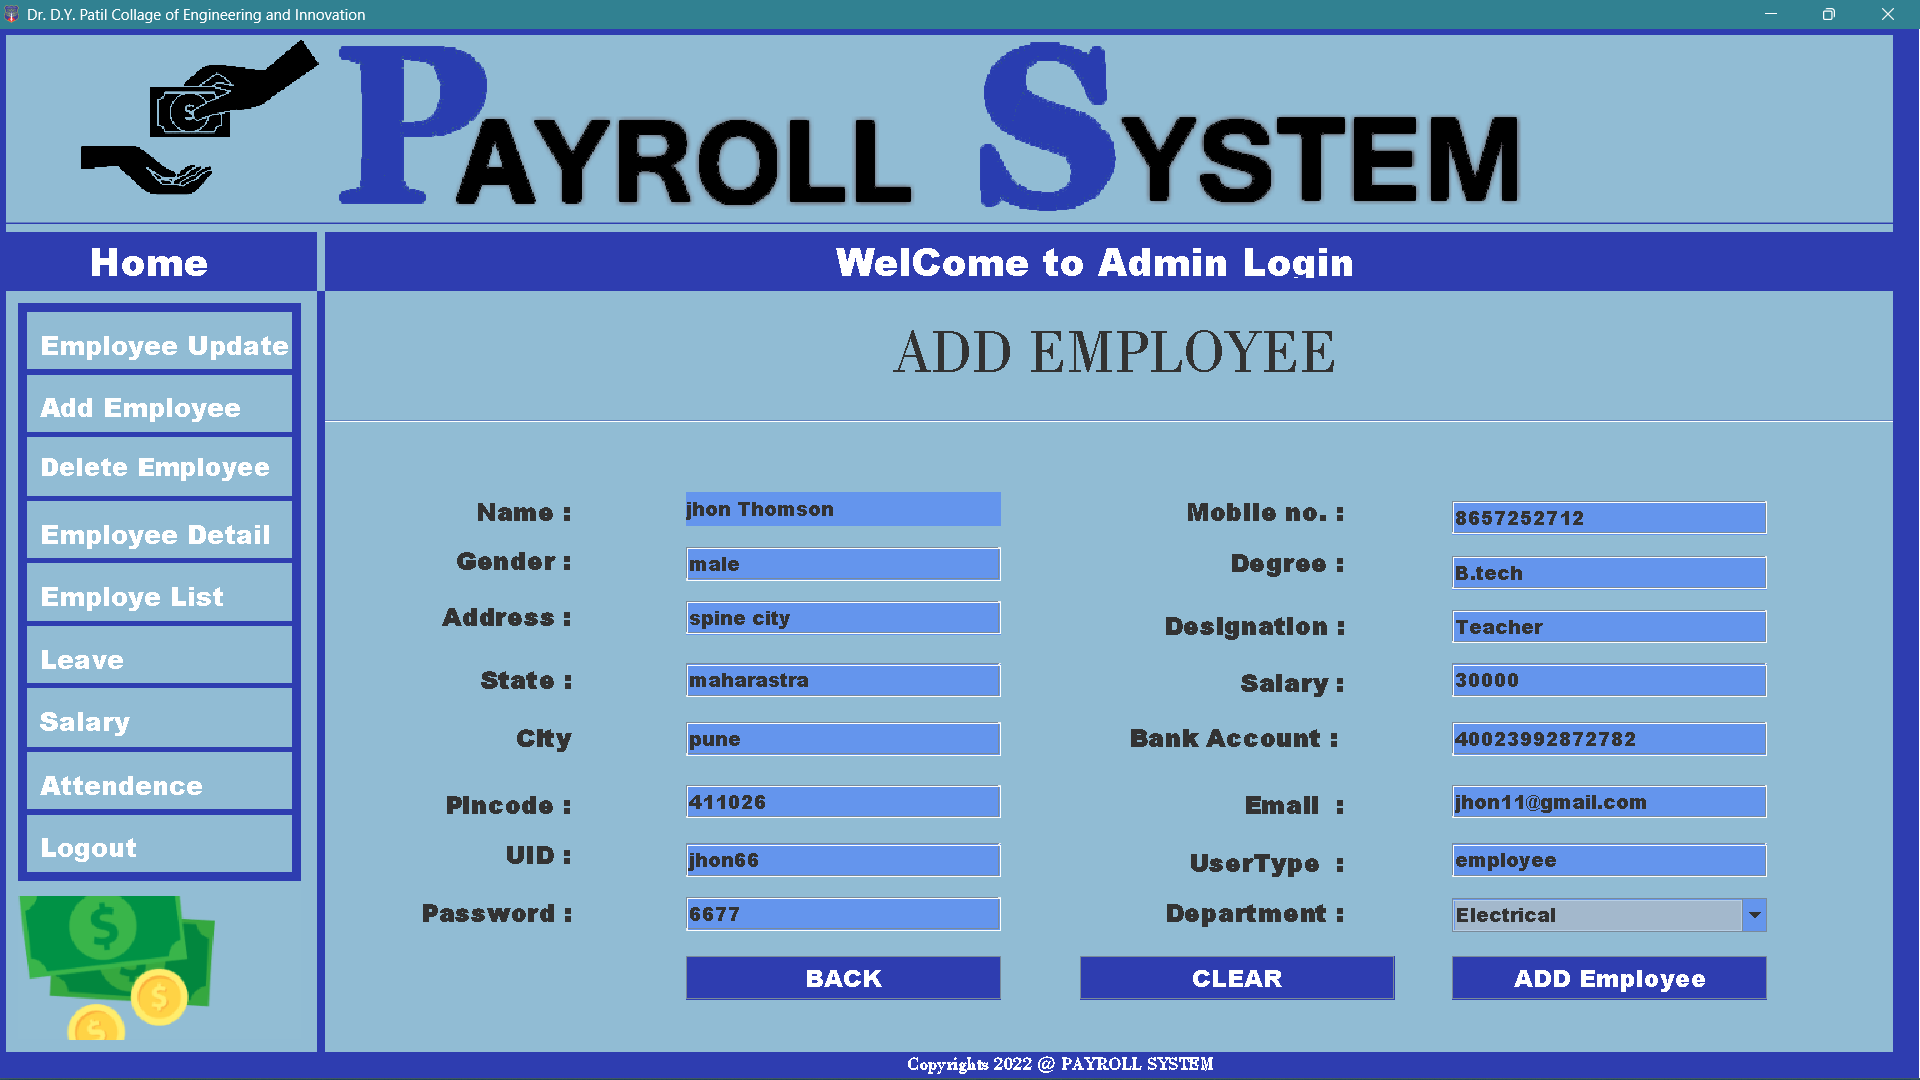 Dr. D.Y. Patil Collage of Engineering and Innovation
PAYROLL SYSTEM
Home
WelCome to Admin Login
Employee Update
Add Employee
Delete Employee
Employee Detail
Employe List
Leave
Salary
Attendence
Logout
ADD EMPLOYEE
Name : jhon Thomson
Mobile no. : 8657252712
Gender : male
Degree : B.tech
Address : spine city
Designation : Teacher
State : maharastra
Salary : 30000
City pune
Bank Account : 40023992872782
Pincode : 411026
Email : jhon11@gmail.com
UID : jhon66
UserType : employee
Password : 6677
Department : Electrical
BACK
CLEAR
ADD Employee
Copyrights 2022 @ PAYROLL SYSTEM